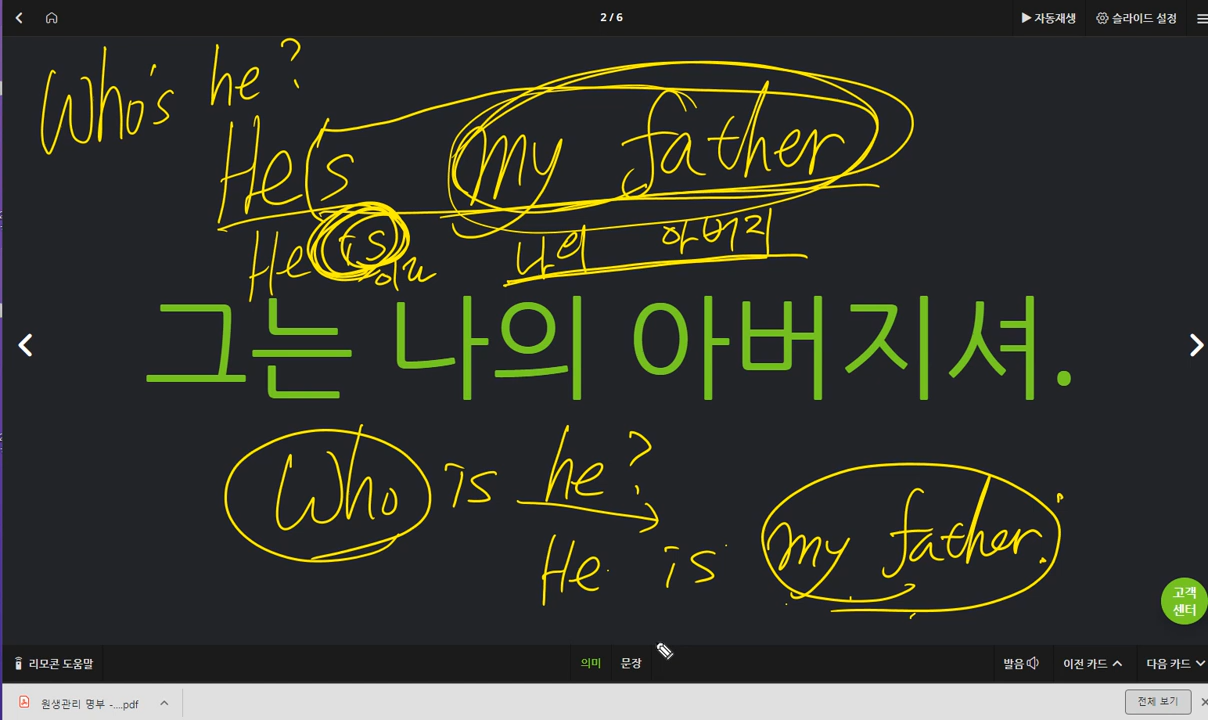 2 / 6
자동재생
슬라이드 설정
Who's he?
He's my father
He is my father
이다
나의 아버지
그는 나의 아버지셔.
Who is he?
He is my father.
고객
센터
리모콘 도움말
의미
문장
발음
이전 카드
다음 카드
원생관리 명부 -....pdf
전체 보기